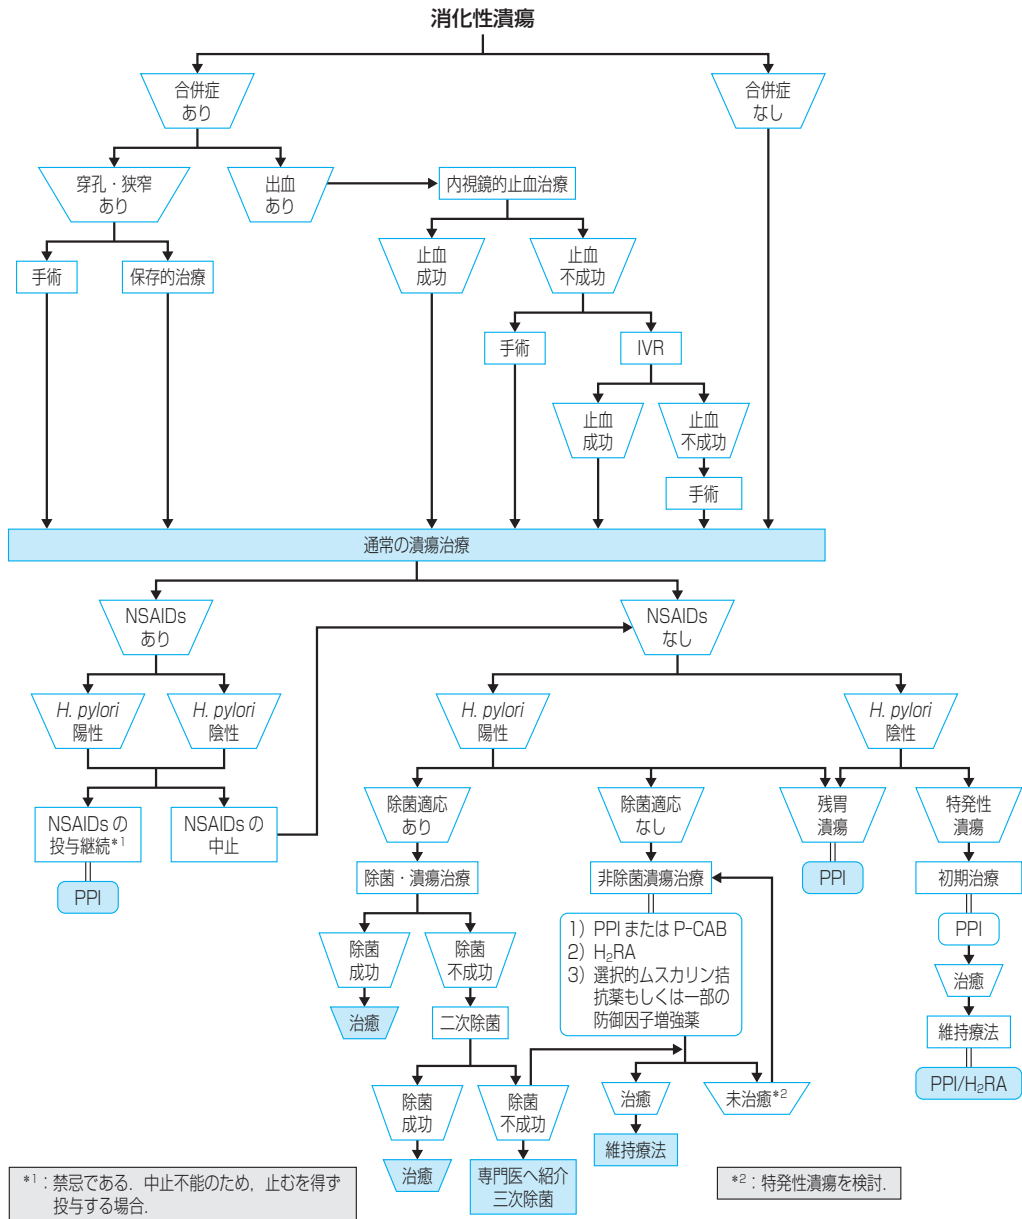 消化性潰瘍
合併症
あり
合併症
なし
穿孔・狭窄
あり
出血
あり
内視鏡的止血治療
止血
成功
止血
不成功
手術
保存的治療
手術
IVR
止血
成功
止血
不成功
手術
通常の潰瘍治療
NSAIDs
あり
NSAIDs
なし
H. pylori
陽性
H. pylori
陰性
H. pylori
陽性
H. pylori
陰性
NSAIDs の
投与継続*1
NSAIDs の
中止
除菌適応
あり
除菌適応
なし
残胃
潰瘍
特発性
潰瘍
PPI
除菌・潰瘍治療
非除菌潰瘍治療
PPI
初期治療
除菌
成功
除菌
不成功
1）PPI または P-CAB
2）H₂RA
3）選択的ムスカリン拮
抗薬もしくは一部の
防御因子増強薬
PPI
治癒
治癒
二次除菌
維持療法
PPI/H₂RA
除菌
成功
除菌
不成功
治癒
未治癒*2
治癒
専門医へ紹介
三次除菌
維持療法
*1：禁忌である．中止不能のため，止むを得ず
投与する場合．
*2：特発性潰瘍を検討．